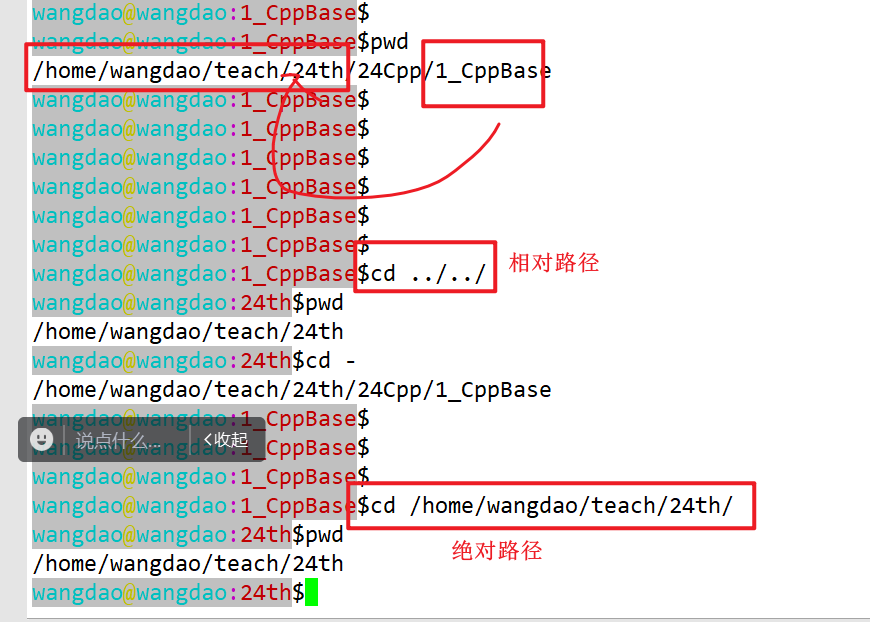 wangdao@wangdao:1_CppBase$
wangdao@wangdao:1_CppBase$pwd
/home/wangdao/teach/24th/24Cpp/1_CppBase
wangdao@wangdao:1_CppBase$
wangdao@wangdao:1_CppBase$
wangdao@wangdao:1_CppBase$
wangdao@wangdao:1_CppBase$
wangdao@wangdao:1_CppBase$
wangdao@wangdao:1_CppBase$
wangdao@wangdao:1_CppBase$cd ../../
相对路径
wangdao@wangdao:24th$pwd
/home/wangdao/teach/24th
wangdao@wangdao:24th$cd -
/home/wangdao/teach/24th/24Cpp/1_CppBase
wangdao@wangdao:1_CppBase$
说点什么... 收起
wangdao@wangdao:1_CppBase$
wangdao@wangdao:1_CppBase$
wangdao@wangdao:1_CppBase$cd /home/wangdao/teach/24th/
wangdao@wangdao:24th$pwd
绝对路径
/home/wangdao/teach/24th
wangdao@wangdao:24th$